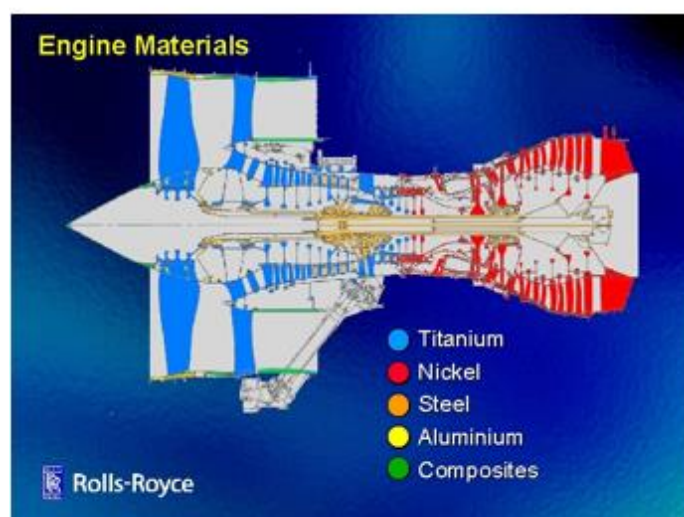 Engine Materials
Titanium
Nickel
Steel
Aluminium
Composites
Rolls-Royce